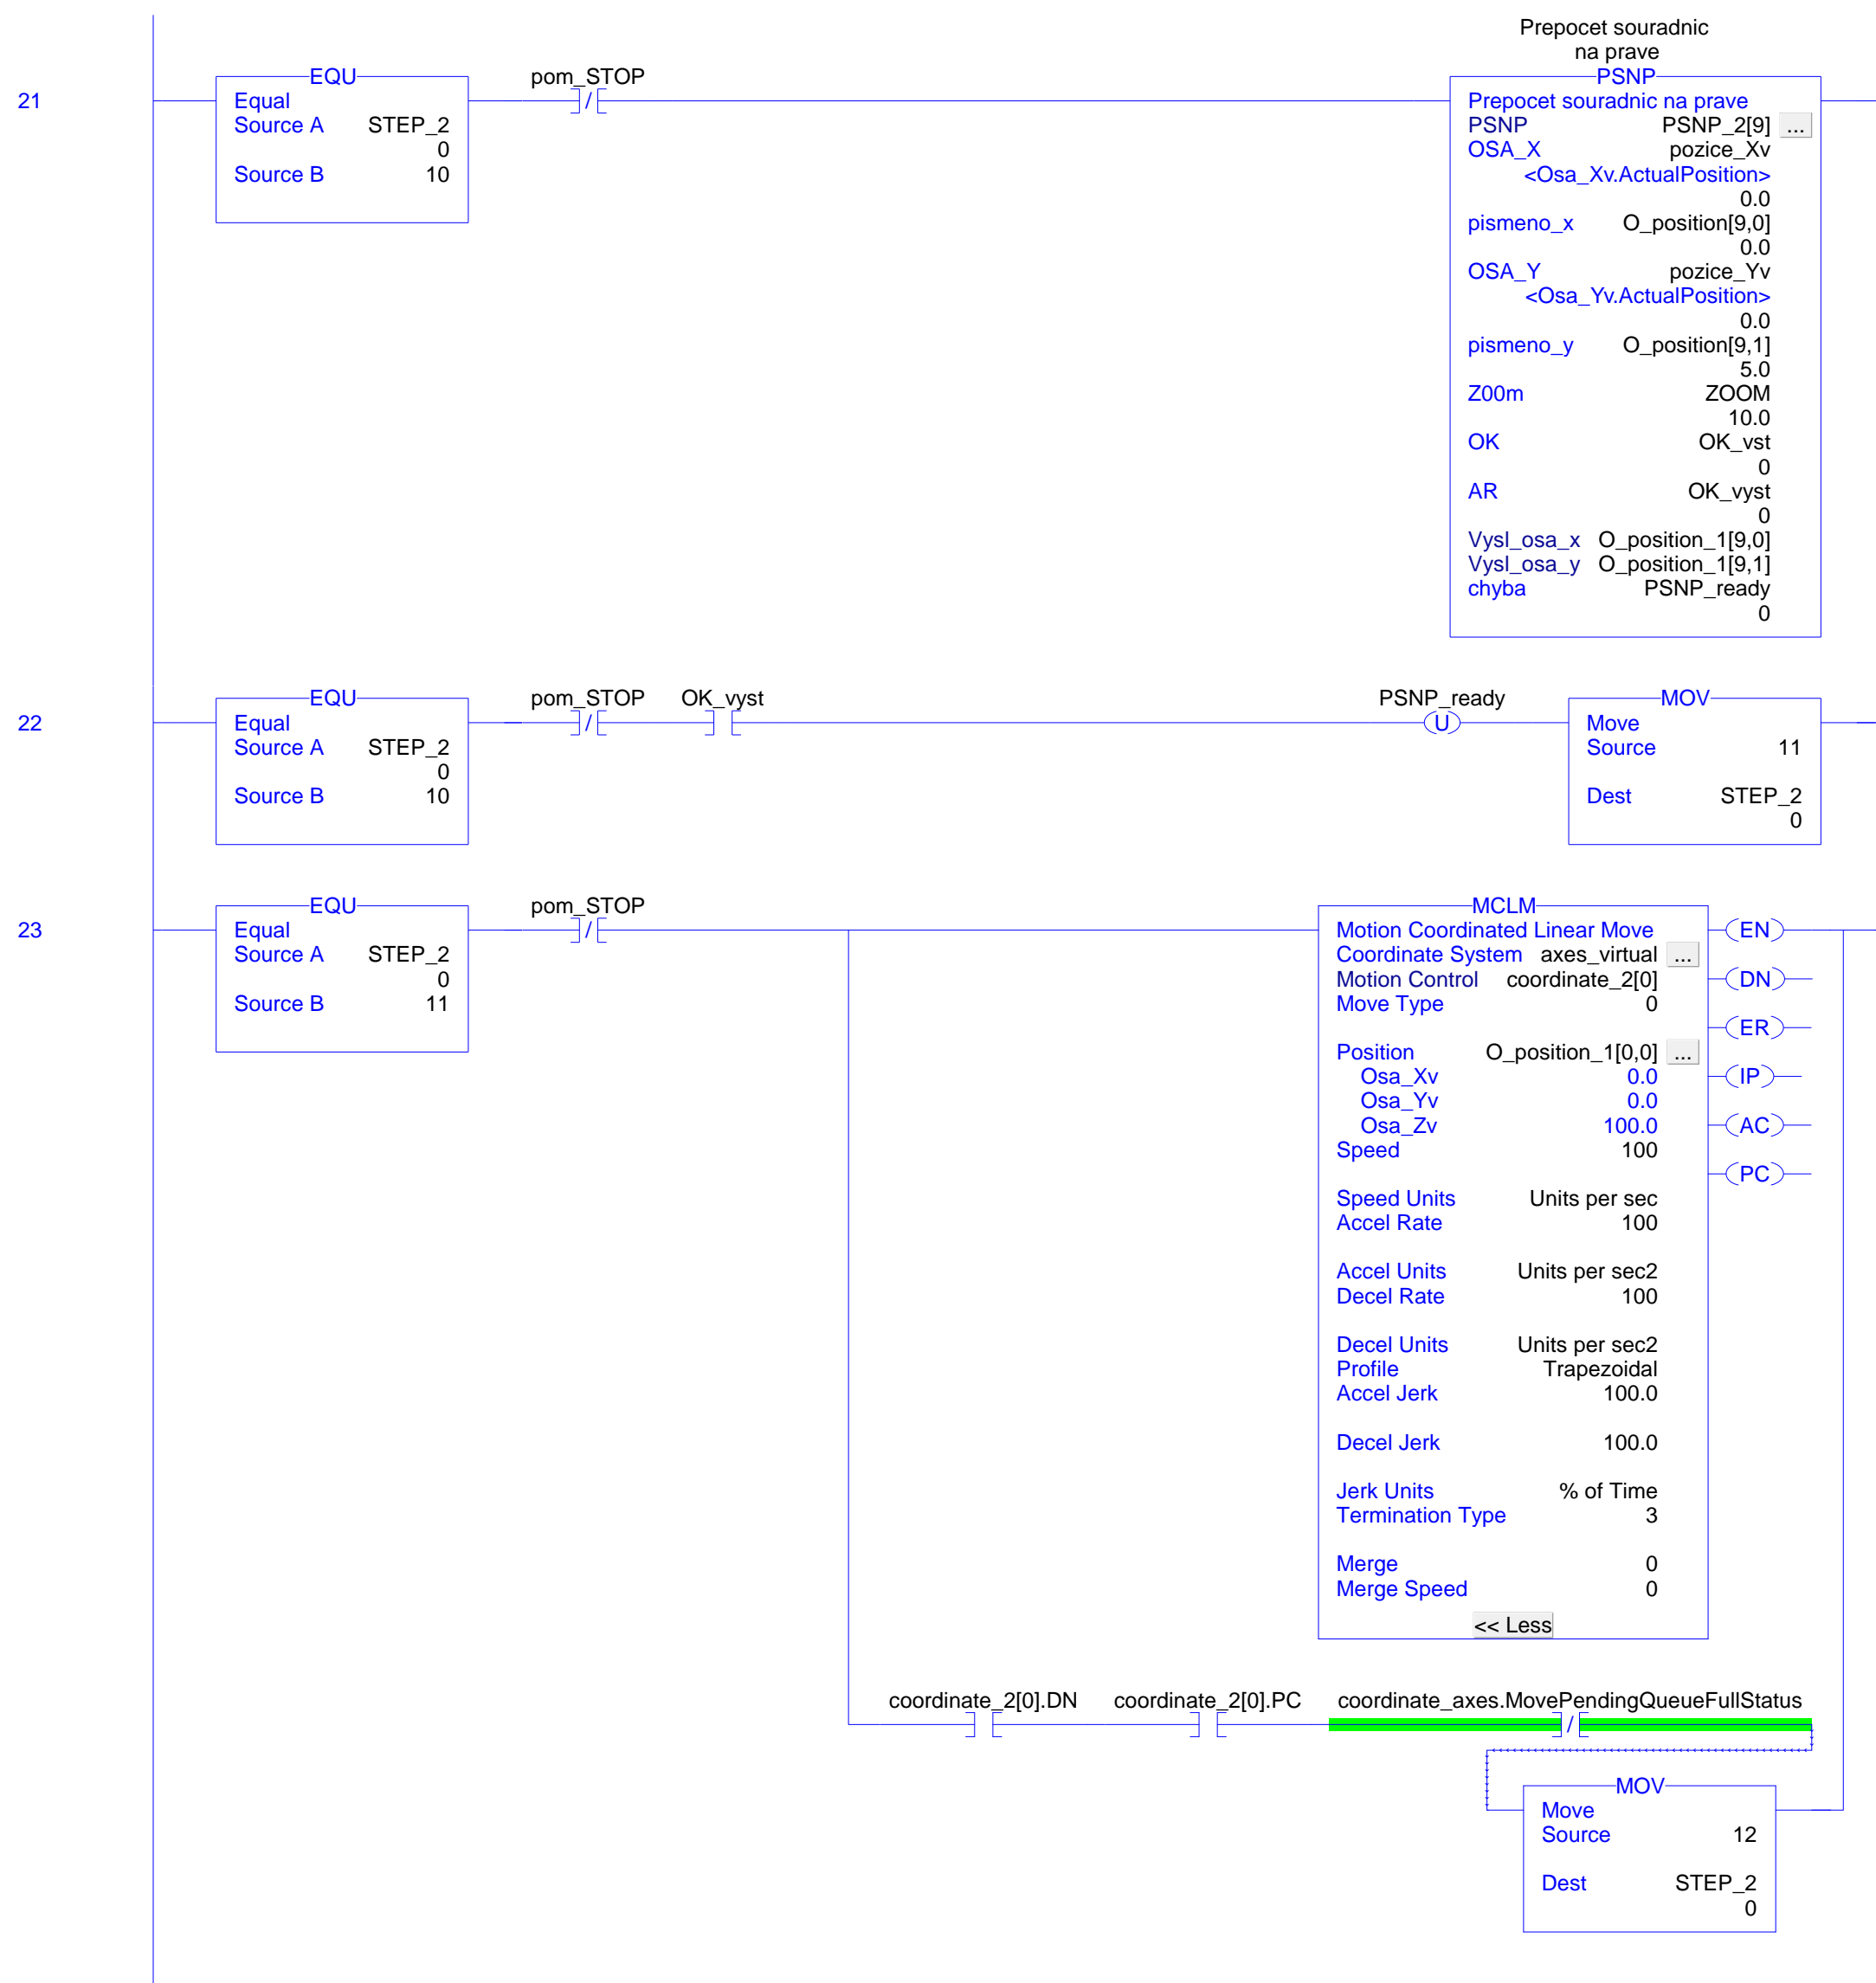 Prepocet souradnic
na prave
21
EQU
Equal
Source A STEP_2
0
Source B 10
pom_STOP
/
PSNP
Prepocet souradnic na prave
PSNP PSNP_2[9] ...
OSA_X pozice_Xv
<Osa_Xv.ActualPosition>
0.0
pismeno_x O_position[9,0]
0.0
OSA_Y pozice_Yv
<Osa_Yv.ActualPosition>
0.0
pismeno_y O_position[9,1]
5.0
Z00m ZOOM
10.0
OK OK_vst
0
AR OK_vyst
0
Vysl_osa_x O_position_1[9,0]
Vysl_osa_y O_position_1[9,1]
chyba PSNP_ready
0
22
EQU
Equal
Source A STEP_2
0
Source B 10
pom_STOP
/
OK_vyst
PSNP_ready
U
MOV
Move
Source 11
Dest STEP_2
0
23
EQU
Equal
Source A STEP_2
0
Source B 11
pom_STOP
/
MCLM
Motion Coordinated Linear Move
Coordinate System axes_virtual ...
Motion Control coordinate_2[0]
Move Type 0
Position O_position_1[0,0] ...
Osa_Xv 0.0
Osa_Yv 0.0
Osa_Zv 100.0
Speed 100
Speed Units Units per sec
Accel Rate 100
Accel Units Units per sec2
Decel Rate 100
Decel Units Units per sec2
Profile Trapezoidal
Accel Jerk 100.0
Decel Jerk 100.0
Jerk Units % of Time
Termination Type 3
Merge 0
Merge Speed 0
<< Less
EN
DN
ER
IP
AC
PC
coordinate_2[0].DN
coordinate_2[0].PC
coordinate_axes.MovePendingQueueFullStatus
/
MOV
Move
Source 12
Dest STEP_2
0